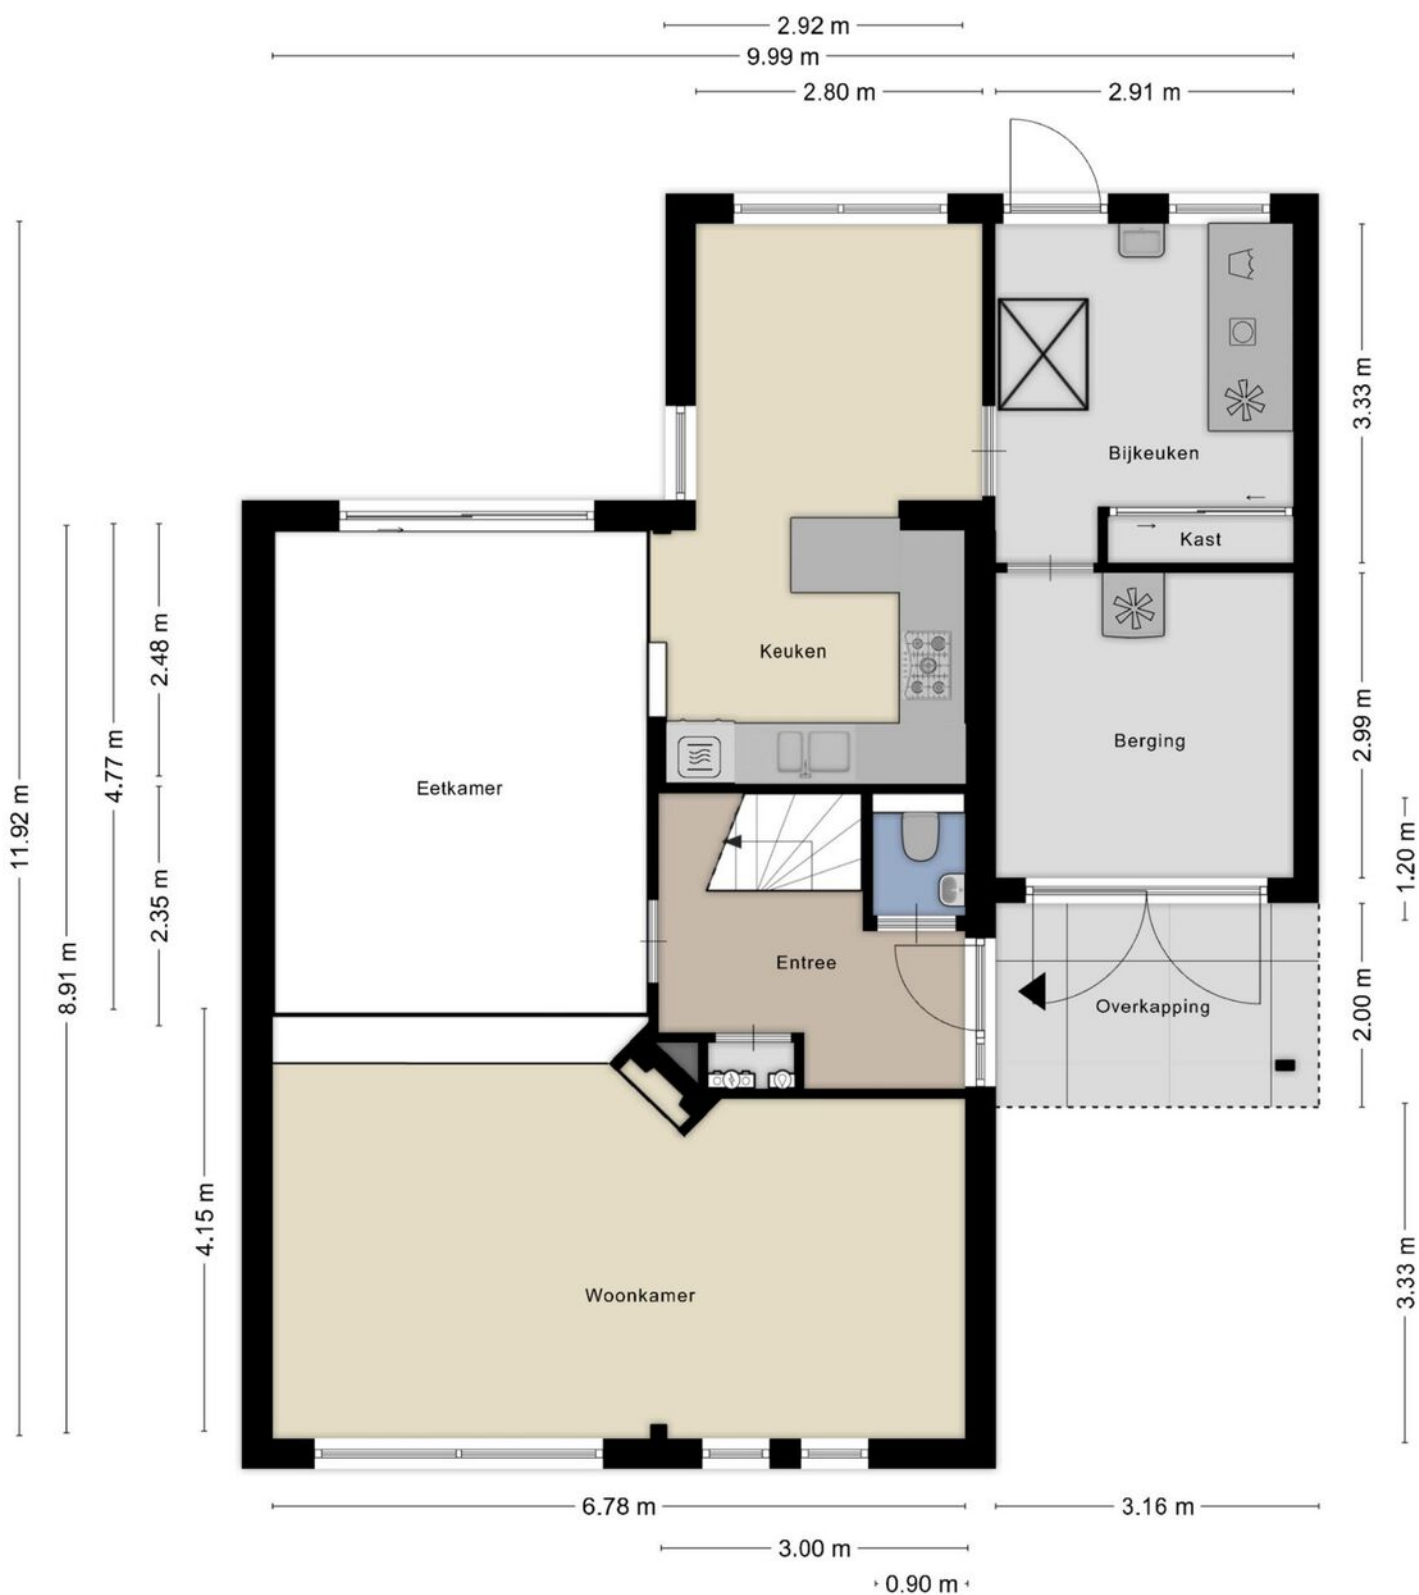 2.92 m
9.99 m
2.80 m
2.91 m
3.33 m
Bijkeuken
Kast
2.48 m
Keuken
2.99 m
4.77 m
Berging
Eetkamer
11.92 m
1.20 m
2.35 m
8.91 m
Entree
2.00 m
Overkapping
4.15 m
3.33 m
Woonkamer
6.78 m
3.16 m
3.00 m
0.90 m